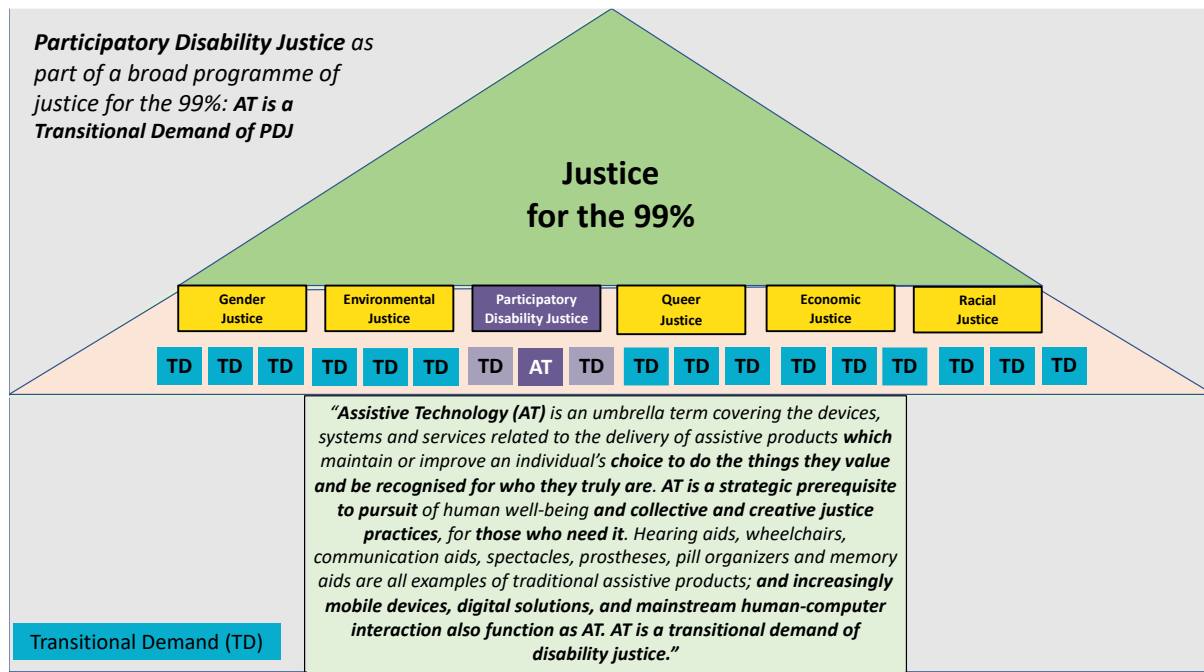 Participatory Disability Justice as
part of a broad programme of
justice for the 99%: AT is a
Transitional Demand of PDJ
Justice
for the 99%
Gender
Justice
Environmental
Justice
Participatory
Disability Justice
Queer
Justice
Economic
Justice
Racial
Justice
TD TD TD TD TD TD TD AT TD TD TD TD TD TD TD TD TD TD
“Assistive Technology (AT) is an umbrella term covering the devices,
systems and services related to the delivery of assistive products which
maintain or improve an individual’s choice to do the things they value
and be recognised for who they truly are. AT is a strategic prerequisite
to pursuit of human well-being and collective and creative justice
practices, for those who need it. Hearing aids, wheelchairs,
communication aids, spectacles, prostheses, pill organizers and memory
aids are all examples of traditional assistive products; and increasingly
mobile devices, digital solutions, and mainstream human-computer
interaction also function as AT. AT is a transitional demand of
disability justice.”
Transitional Demand (TD)